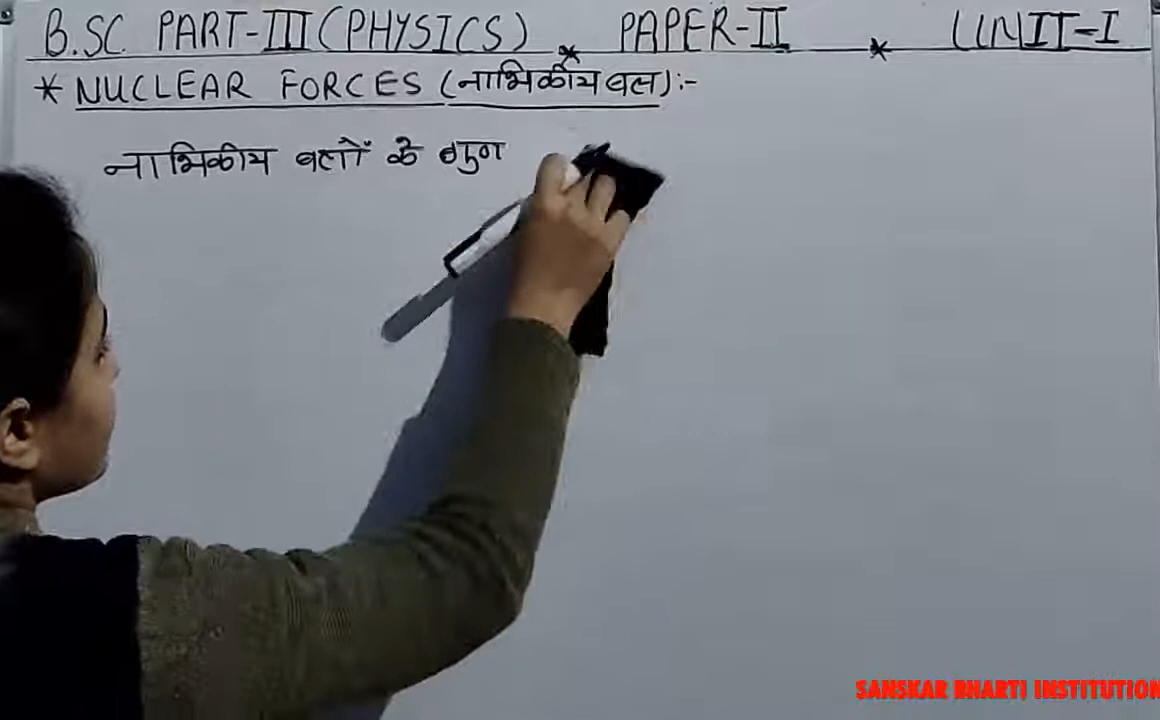 B.SC. PART-III (PHYSICS) * PAPER-II * UNIT-I
* NUCLEAR FORCES (नाभिकीय बल) :-
नाभिकीय बलों के
SANSKAR BHARTI INSTITUTION